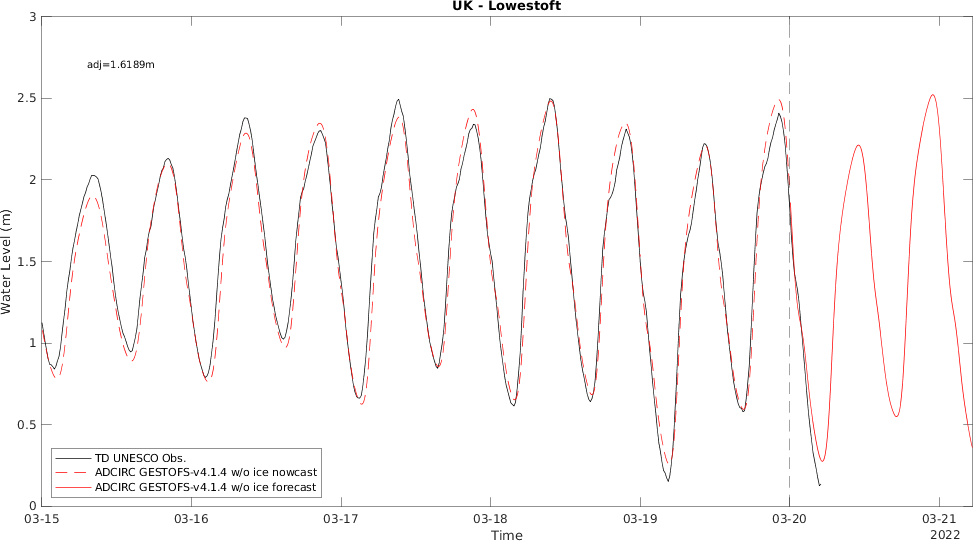 UK - Lowestoft
adj=1.6189m
Water Level (m)
3
2.5
2
1.5
1
0.5
0
TD UNESCO Obs.
ADCIRC GESTOFS-v4.1.4 w/o ice nowcast
ADCIRC GESTOFS-v4.1.4 w/o ice forecast
03-15 03-16 03-17 03-18 03-19 03-20 03-21
Time
2022